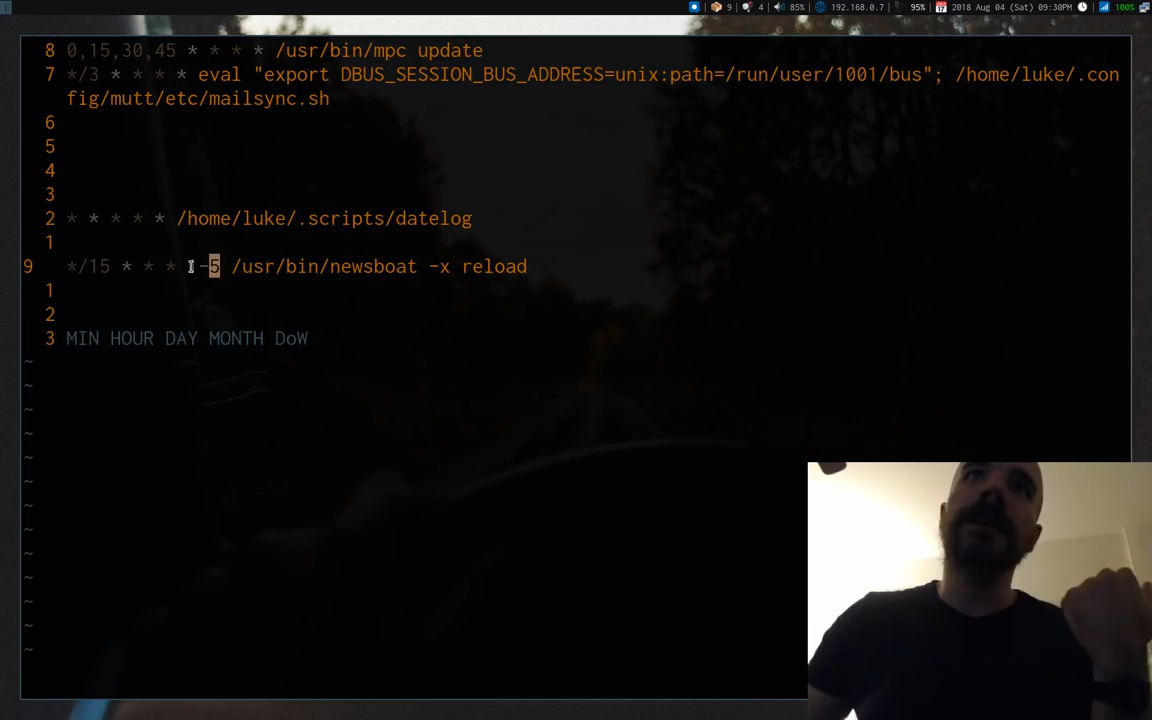 1 9 4 85% 192.168.0.7 95% 2018 Aug 04 (Sat) 09:30PM 100%
8 0,15,30,45 * * * * /usr/bin/mpc update
7 */3 * * * * eval "export DBUS_SESSION_BUS_ADDRESS=unix:path=/run/user/1001/bus"; /home/luke/.con
fig/mutt/etc/mailsync.sh
6
5
4
3
2 * * * * * /home/luke/.scripts/datelog
1
9 */15 * * * 1-5 /usr/bin/newsboat -x reload
1
2
3 MIN HOUR DAY MONTH DoW
~
~
~
~
~
~
~
~
~
~
~
~
~